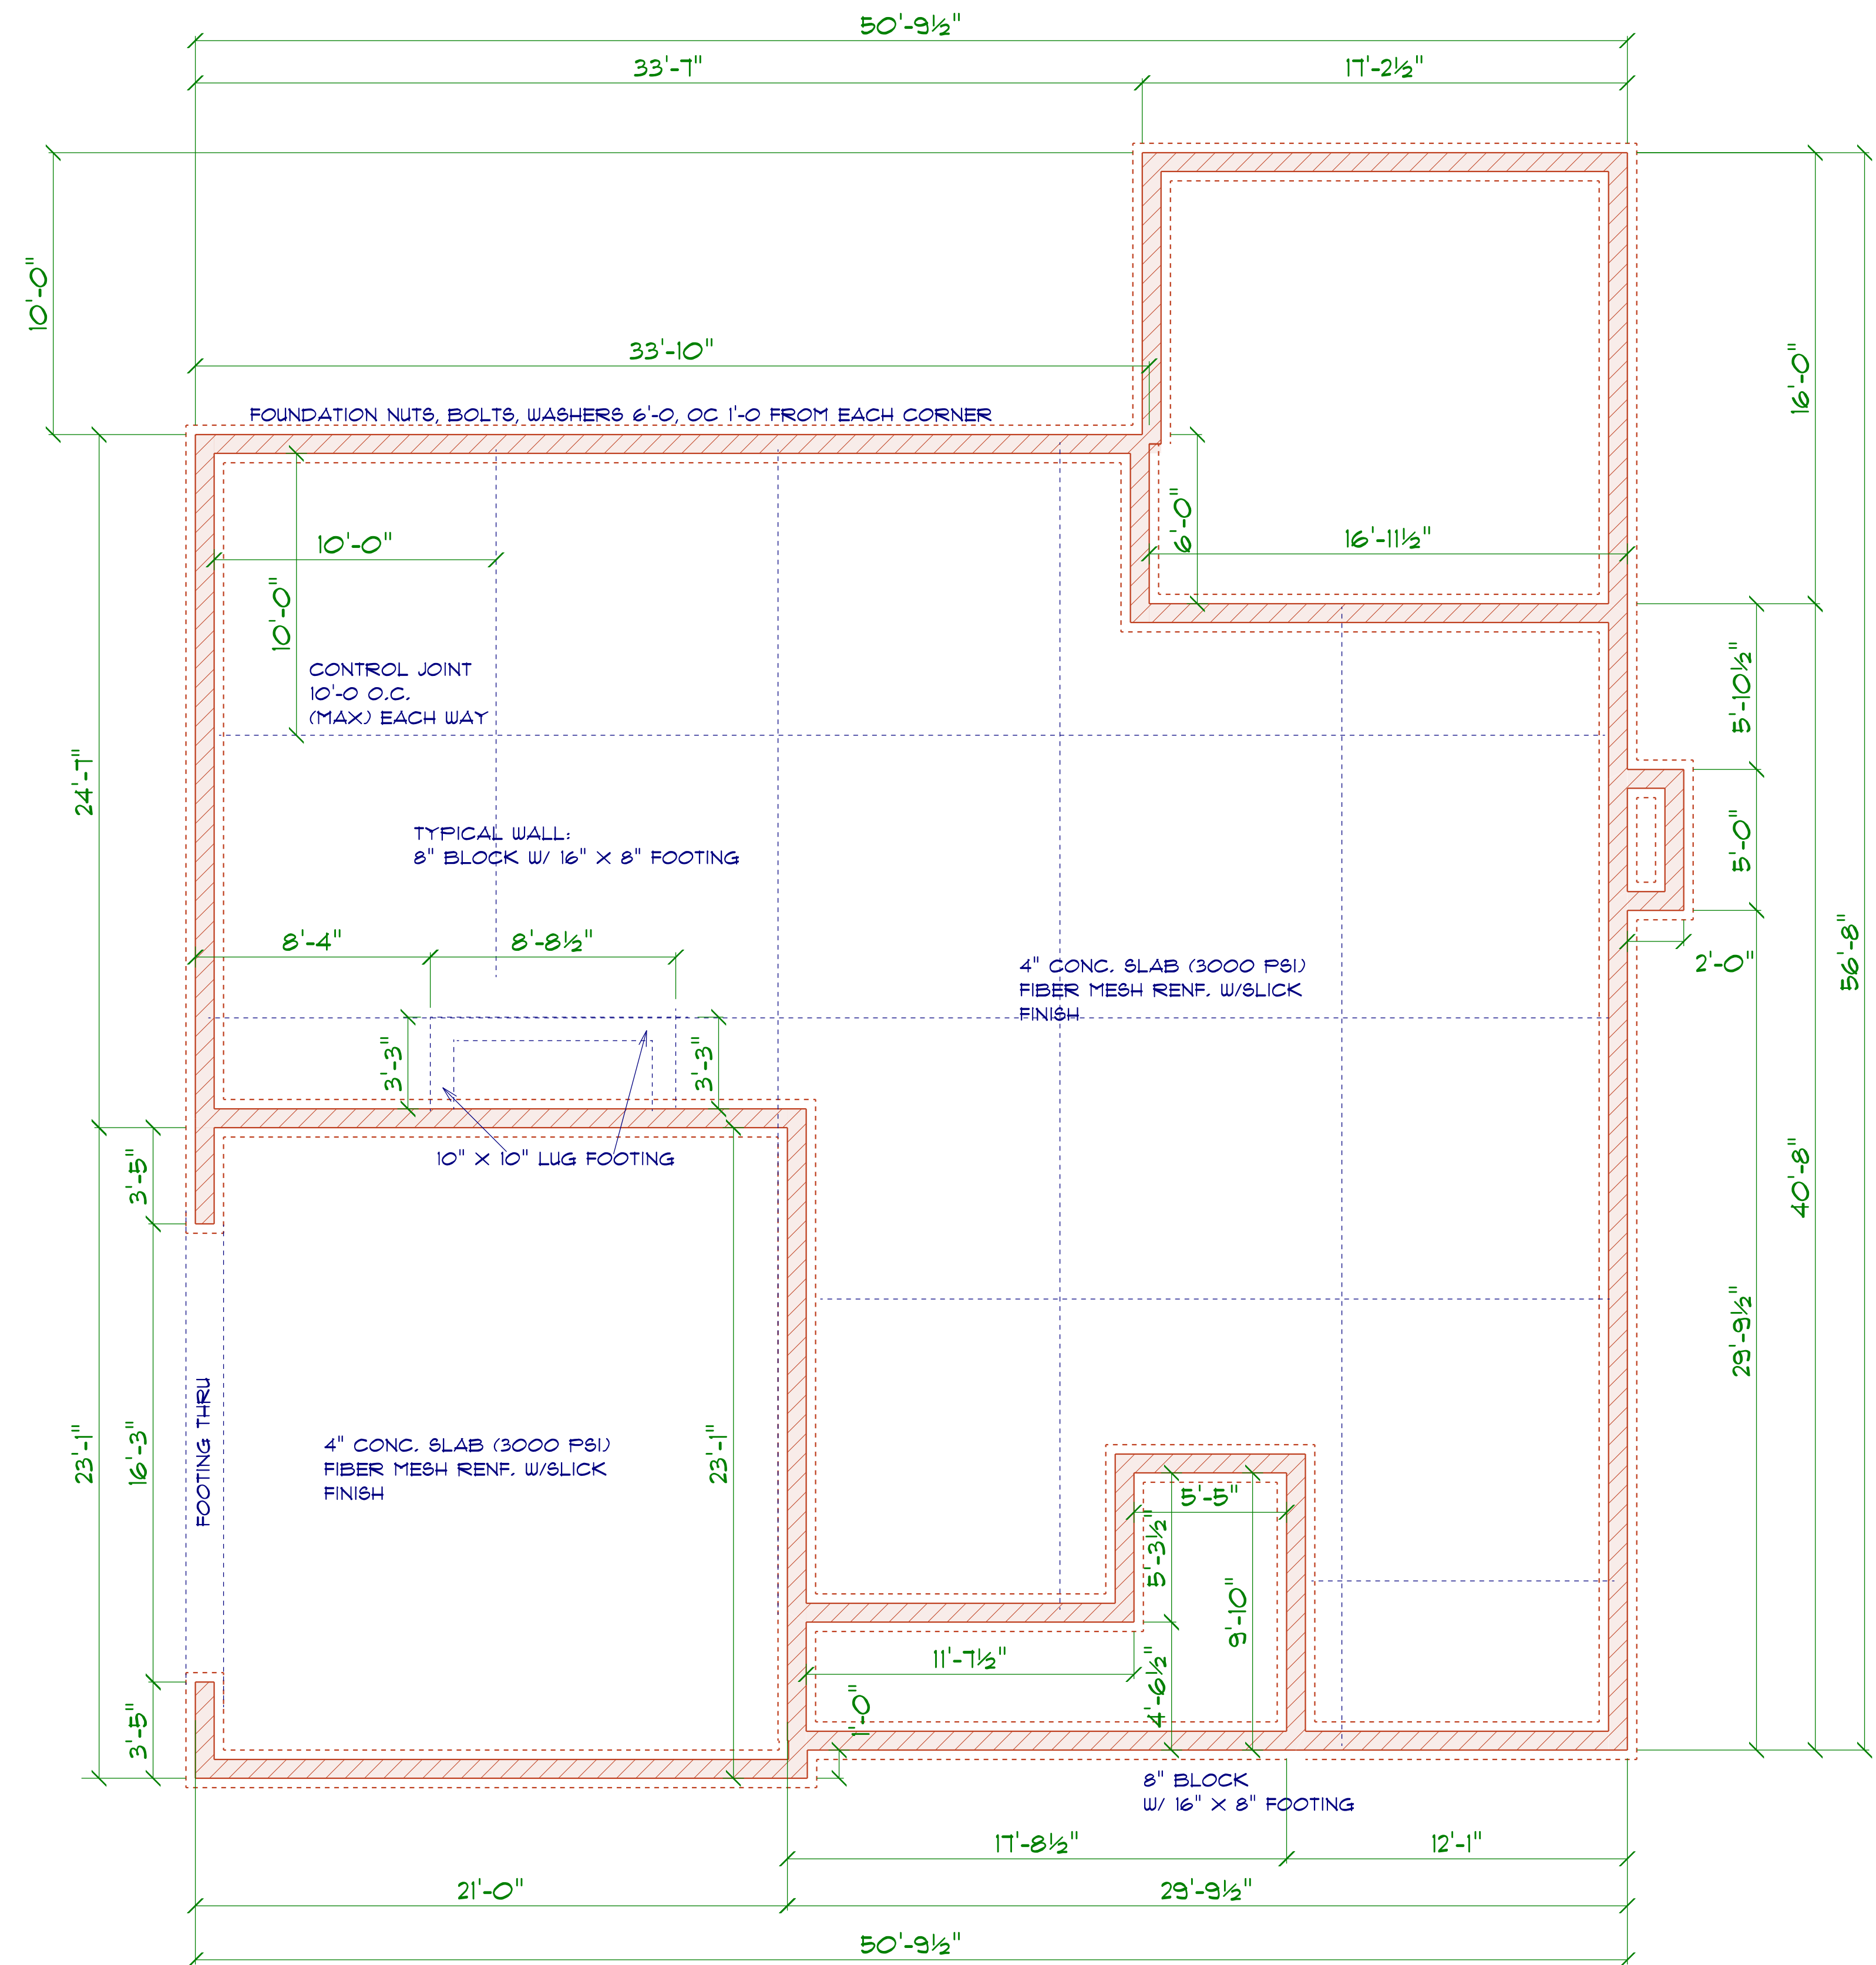 50'-9½"
33'-7"
17'-2½"
10'-0"
16'-0"
33'-10"
FOUNDATION NUTS, BOLTS, WASHERS 6'-0, OC 1'-0 FROM EACH CORNER
6'-0"
16'-11½"
10'-0"
10'-0"
CONTROL JOINT
10'-0 O.C.
(MAX) EACH WAY
5'-10½"
24'-7"
TYPICAL WALL:
8" BLOCK W/ 16" X 8" FOOTING
5'-0"
8'-4"
8'-8½"
56'-8"
2'-0"
4" CONC. SLAB (3000 PSI)
FIBER MESH RENF. W/SLICK
FINISH
3'-3"
3'-3"
10" X 10" LUG FOOTING
3'-5"
40'-8"
29'-9½"
FOOTING THRU
23'-1"
16'-3"
4" CONC. SLAB (3000 PSI)
FIBER MESH RENF. W/SLICK
FINISH
23'-1"
5'-5"
5'-3½"
9'-10"
11'-7½"
4'-6½"
1'-0"
3'-5"
8" BLOCK
W/ 16" X 8" FOOTING
17'-8½"
12'-1"
21'-0"
29'-9½"
50'-9½"